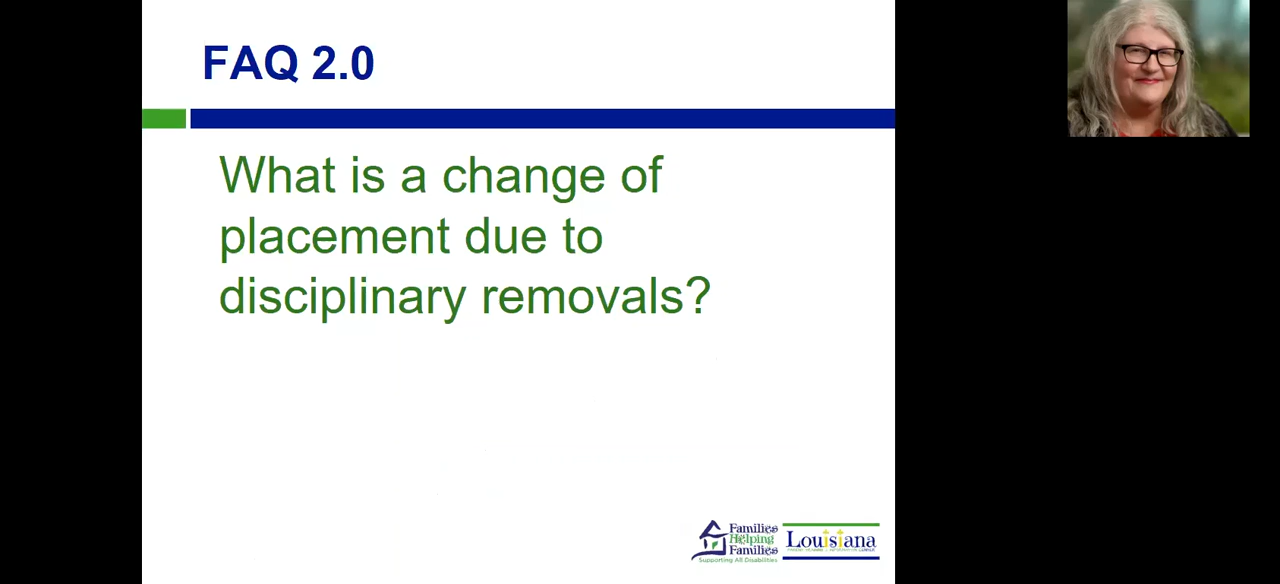 FAQ 2.0
What is a change of
placement due to
disciplinary removals?
Families
Helping
Families
Supporting All Disabilities
Louisiana